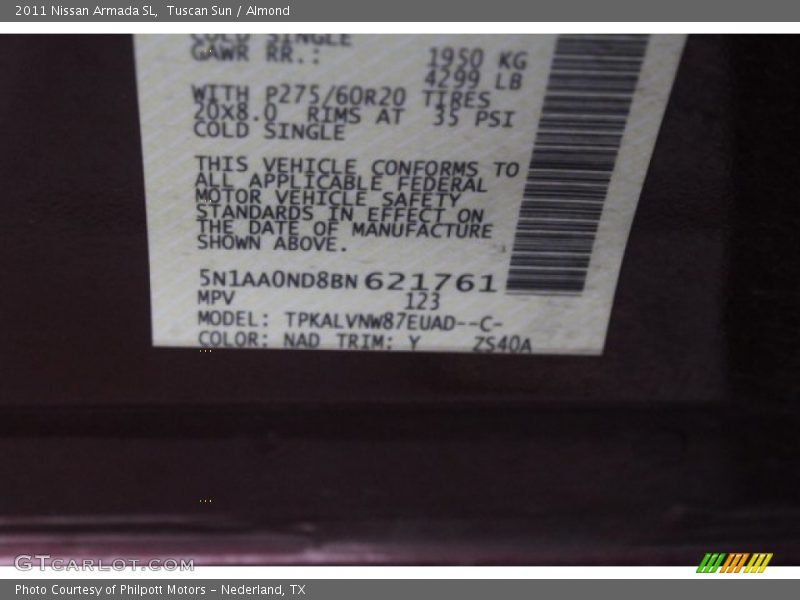 2011 Nissan Armada SL,  Tuscan Sun / Almond
COLD SINGLE
GAWR RR.:
1950 KG
4299 LB
WITH P275/60R20 TIRES
20X8.0 RIMS AT 35 PSI
COLD SINGLE
THIS VEHICLE CONFORMS TO
ALL APPLICABLE FEDERAL
MOTOR VEHICLE SAFETY
STANDARDS IN EFFECT ON
THE DATE OF MANUFACTURE
SHOWN ABOVE.
5N1AA0ND8BN621761
MPV 123
MODEL: TPKALVNW87EUAD--C-
COLOR: NAD TRIM: Y ZS40A
GTCARLOT.COM
Photo Courtesy of Philpott Motors - Nederland, TX